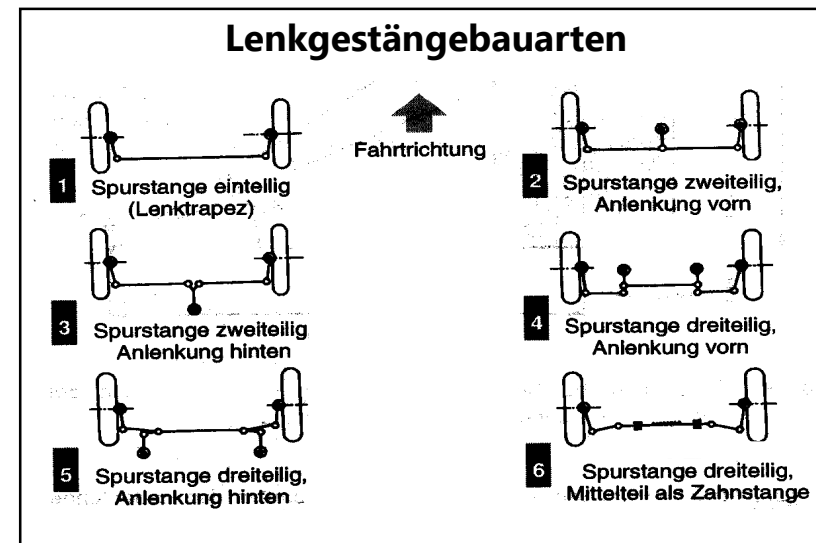 Lenkgestängebauarten
Fahrtrichtung
1 Spurstange einteilig
(Lenktrapez)
2 Spurstange zweiteilig,
Anlenkung vorn
3 Spurstange zweiteilig
Anlenkung hinten
4 Spurstange dreiteilig,
Anlenkung vorn
5 Spurstange dreiteilig,
Anlenkung hinten
6 Spurstange dreiteilig,
Mittelteil als Zahnstange